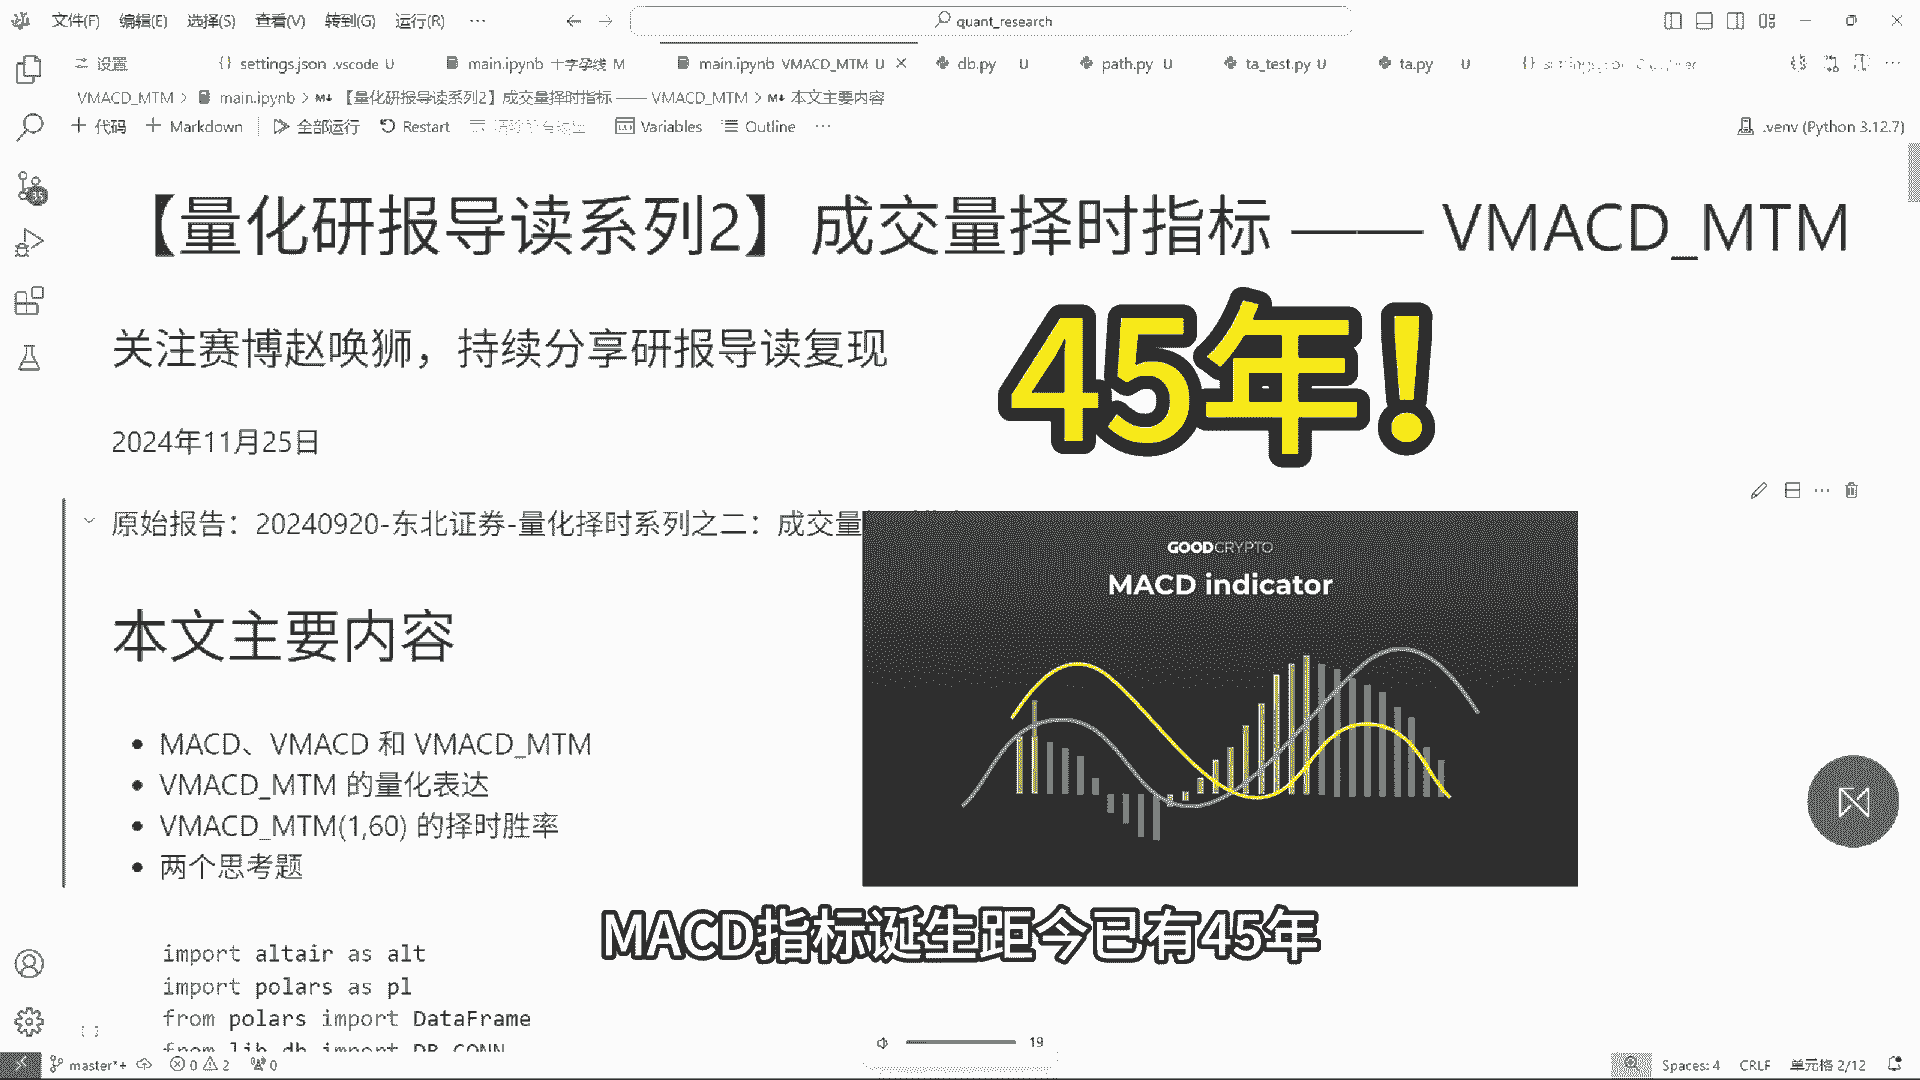 文件(F) 编辑(E) 选择(S) 查看(V) 转到(G) 运行(R) ···
quant_research
设置
{} settings.json .vscode U
main.ipynb 十字孕线 M
main.ipynb VMACD_MTM U
db.py U
path.py U
ta_test.py U
ta.py U
VMACD_MTM > main.ipynb > M↓ 【量化研报导读系列2】成交量择时指标 —— VMACD_MTM > M↓ 本文主要内容
+ 代码 + Markdown 全部运行 Restart Variables Outline ···
.venv (Python 3.12.7)
【量化研报导读系列2】成交量择时指标 —— VMACD_MTM
关注赛博赵唤狮，持续分享研报导读复现
45年!
2024年11月25日
原始报告：20240920-东北证券-量化择时系列之二：成交量
GOODCRYPTO
MACD indicator
本文主要内容
• MACD、VMACD 和 VMACD_MTM
• VMACD_MTM 的量化表达
• VMACD_MTM(1,60) 的择时胜率
• 两个思考题
MACD指标诞生距今已有45年
import altair as alt
import polars as pl
from polars import DataFrame
from lib.db import DB_CONN
[ ]
19
master*+ 0 2 0
Spaces: 4 CRLF 单元格 2/12